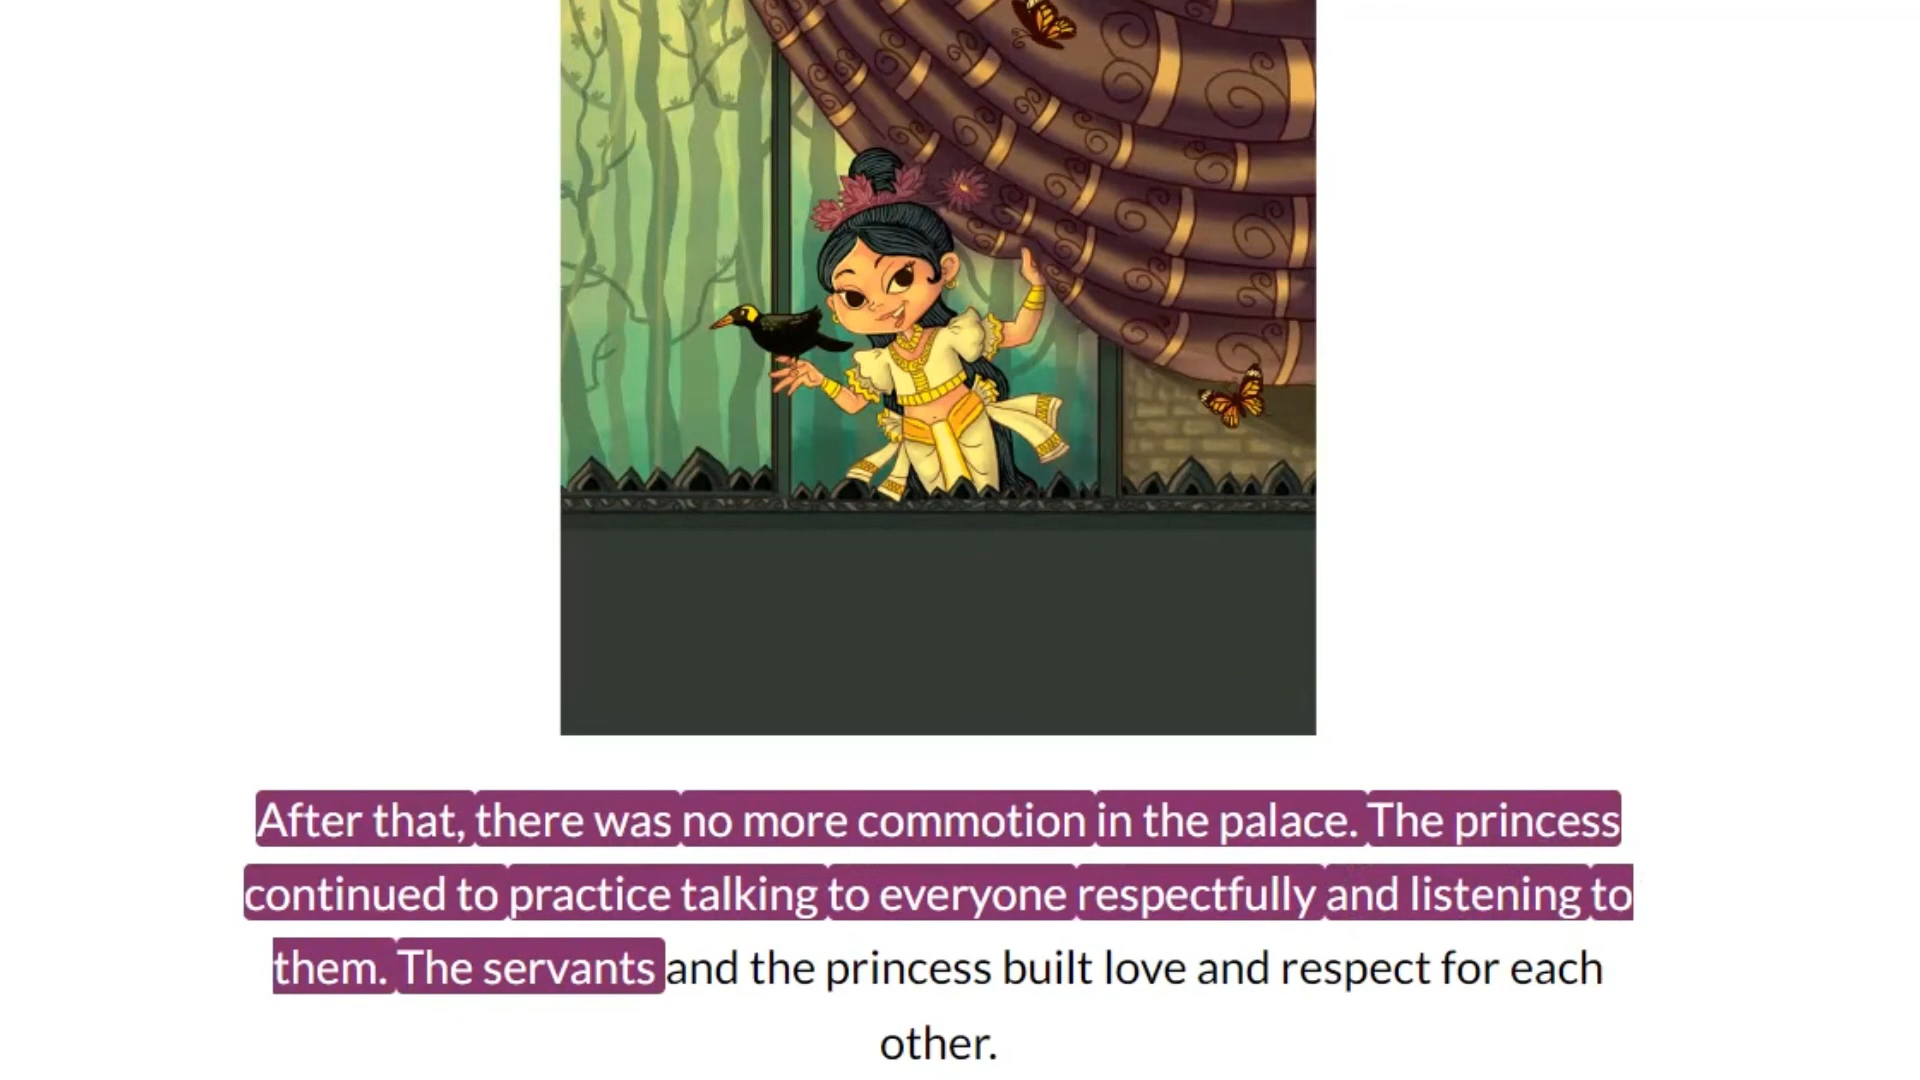 After that, there was no more commotion in the palace. The princess
continued to practice talking to everyone respectfully and listening to
them. The servants and the princess built love and respect for each
other.